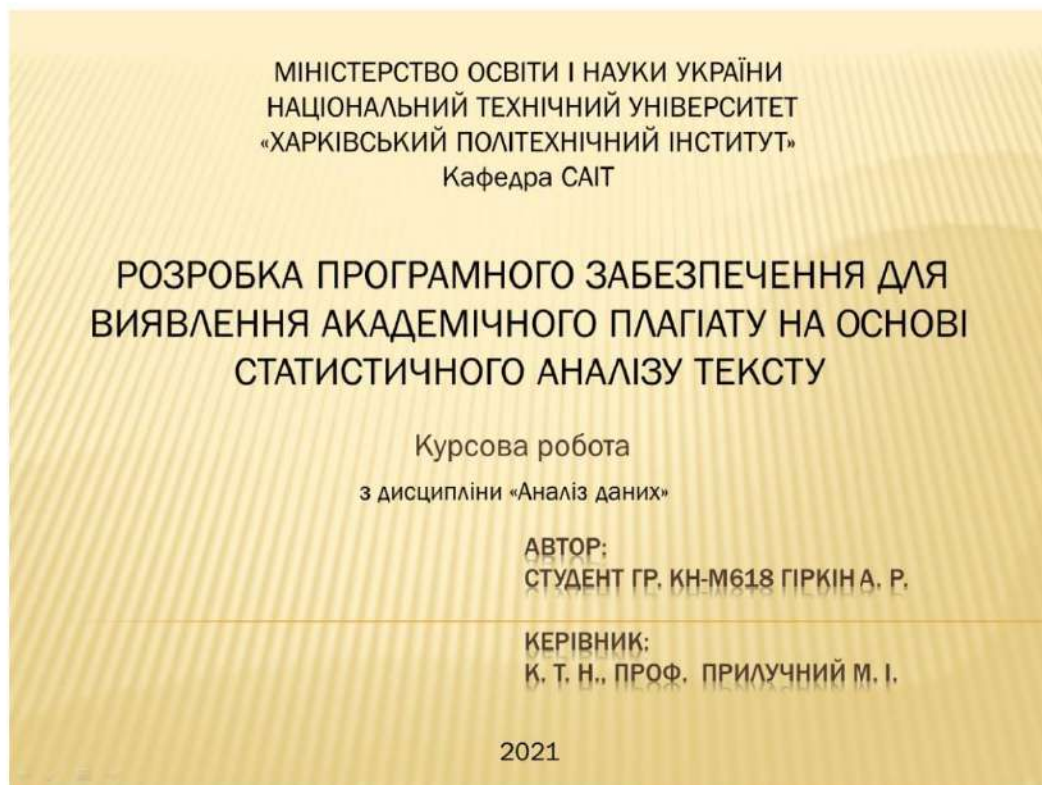 МІНІСТЕРСТВО ОСВІТИ І НАУКИ УКРАЇНИ
НАЦІОНАЛЬНИЙ ТЕХНІЧНИЙ УНІВЕРСИТЕТ
«ХАРКІВСЬКИЙ ПОЛІТЕХНІЧНИЙ ІНСТИТУТ»
Кафедра САІТ
РОЗРОБКА ПРОГРАМНОГО ЗАБЕЗПЕЧЕННЯ ДЛЯ
ВИЯВЛЕННЯ АКАДЕМІЧНОГО ПЛАГІАТУ НА ОСНОВІ
СТАТИСТИЧНОГО АНАЛІЗУ ТЕКСТУ
Курсова робота
з дисципліни «Аналіз даних»
АВТОР:
СТУДЕНТ ГР. КН-М618 ГІРКІН А. Р.
КЕРІВНИК:
К. Т. Н., ПРОФ. ПРИЛУЧНИЙ М. І.
2021